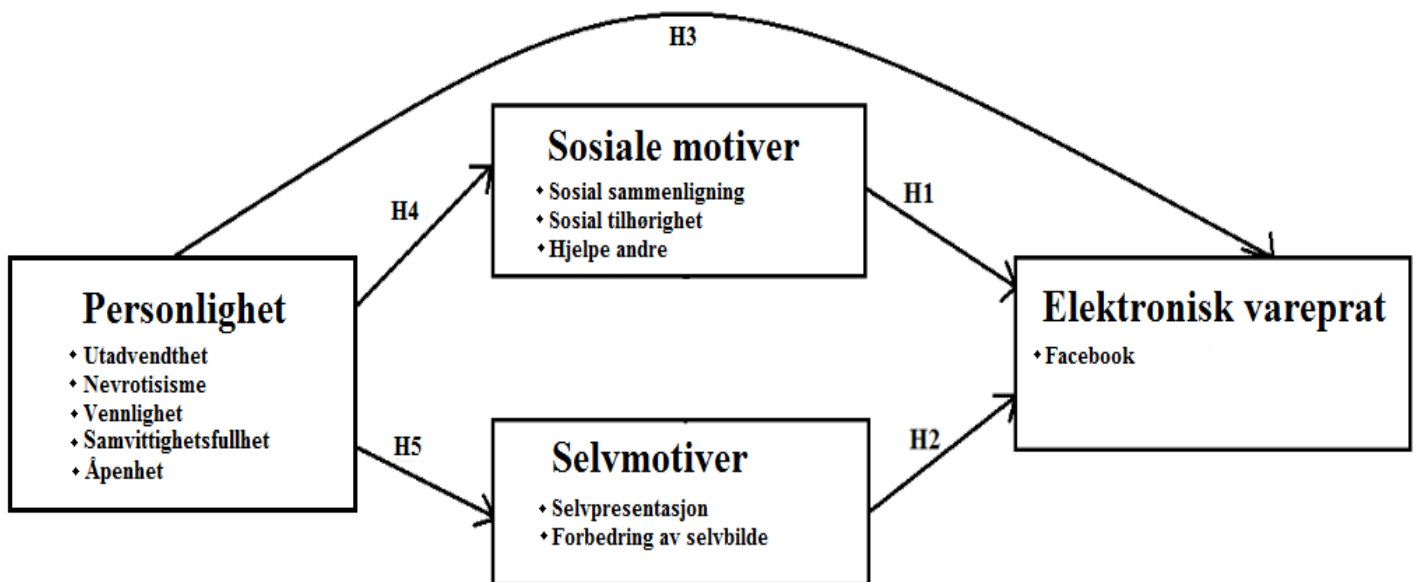 H3
Sosiale motiver
• Sosial sammenligning
• Sosial tilhørighet
• Hjelpe andre
H4
H1
Personlighet
• Utadvendthet
• Nevrotisisme
• Vennlighet
• Samvittighetsfullhet
• Åpenhet
Elektronisk vareprat
• Facebook
H5
Selvmotiver
• Selvpresentasjon
• Forbedring av selvbilde
H2